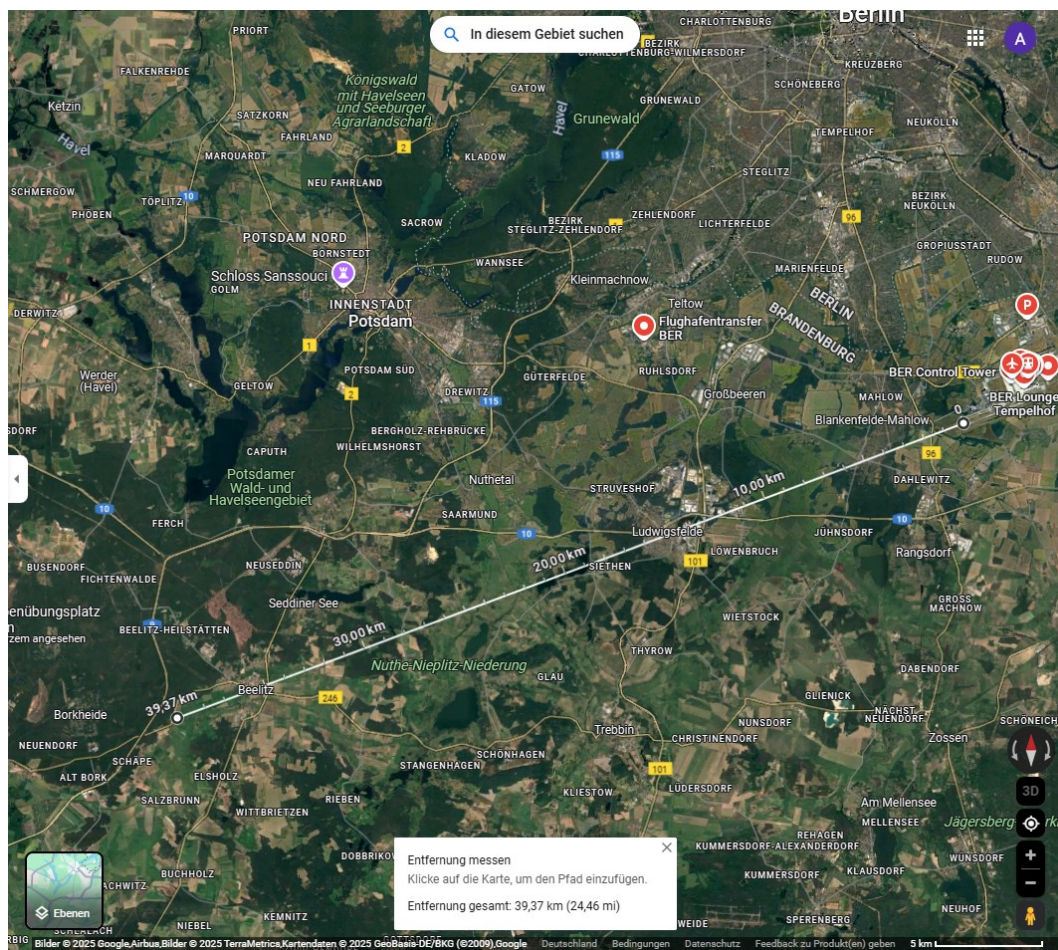 Berlin
In diesem Gebiet suchen
A
CHARLOTTENBURG
BEZIRK
CHARLOTTENBURG-WILMERSDORF
PRIORT
KREUZBERG
FALKENREHDE
Königswald
mit Havelseen
und Seeburger
Agrarlandschaft
GATOW
SCHÖNEBERG
Ketzin
GRUNEWALD
Havel
Grunewald
SATZKORN
NEUKÖLLN
TEMPELHOF
FAHRLAND
2
Havel
MARQUARDT
KLADOW
115
STEGLITZ
NEU FAHRLAND
SCHMERGOW
10
TÖPLITZ
BEZIRK
NEUKÖLLN
PHÖBEN
SACROW
BEZIRK
STEGLITZ-ZEHLENDORF
ZEHLENDORF
LICHTERFELDE
96
POTSDAM NORD
BORNSTEDT
GROPIUSSTADT
WANNSEE
RUDOW
MARIENFELDE
Schloss Sanssouci
GOLM
Kleinmachnow
INNENSTADT
Potsdam
Teltow
BERLIN
BRANDENBURG
P
DERWITZ
Flughafentransfer
BER
1
POTSDAM SÜD
RUHLSDORF
BER Control Tower
Werder
(Havel)
GÜTERFELDE
GELTOW
2
DREWITZ
115
Großbeeren
MAHLOW
BER Lounge
Tempelhof
BERGHOLZ-REHBRÜCKE
Blankenfelde-Mahlow
0
WILHELMSHORST
CAPUTH
96
Potsdamer
Wald- und
Havelseengebiet
Nuthetal
STRUVESHOF
10,00 km
DAHLEWITZ
10
FERCH
SAARMUND
10
Ludwigsfelde
JÜHNSDORF
10
BUSENDORF
FICHTENWALDE
NEUSEDDIN
20,00 km
SIETHEN
101
LÖWENBRUCH
Rangsdorf
Seddiner See
GROSS
MACHNOW
enübungsplatz
n
zem angesehen
9
BEELITZ-HEILSTÄTTEN
30,00 km
WIETSTOCK
THYROW
Nuthe-Nieplitz-Niederung
GLAU
DABENDORF
39,37 km
Beelitz
246
GLIENICK
Borkheide
NÄCHST
NEUENDORF
SCHÖNEICH
NUNSDORF
Trebbin
CHRISTINENDORF
Zossen
NEUENDORF
SCHÄPE
SCHÖNHAGEN
STANGENHAGEN
ALT BORK
ELSHOLZ
101
LÜDERSDORF
3D
SALZBRUNN
RIEBEN
KLIESTOW
WITTBRIETZEN
Am Mellensee
MELLENSEE
REHAGEN
KUMMERSDORF-ALEXANDERDORF
WÜNSDORF
DOBBRIKOW
Entfernung messen
Klicke auf die Karte, um den Pfad einzufügen.
Entfernung gesamt: 39,37 km (24,46 mi)
BUCHHOLZ
KLAUSDORF
KUMMERSDORF
Ebenen
KEMNITZ
NIEBEL
NEUHOF
SPERENBERG
WEIDE
Bilder © 2025 Google,Airbus,Bilder © 2025 TerraMetrics,Kartendaten © 2025 GeoBasis-DE/BKG (©2009),Google Deutschland Bedingungen Datenschutz Feedback zu Produkt(en) geben 5 km